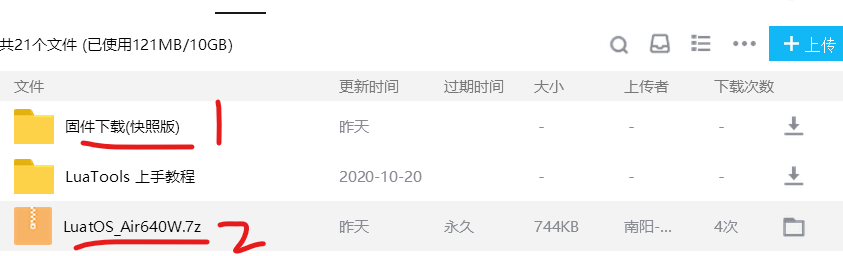 共21个文件 (已使用121MB/10GB) 上传
文件 更新时间 过期时间 大小 上传者 下载次数
固件下载(快照版) 1 昨天 - - -
LuaTools 上手教程 2020-10-20 - - -
LuatOS_Air640W.7z 2 昨天 永久 744KB 南阳-... 4次